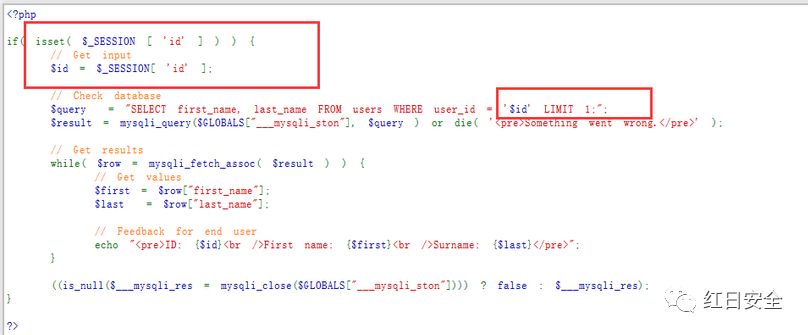 <?php
if( isset( $_SESSION [ 'id' ] ) ) {
// Get input
$id = $_SESSION[ 'id' ];
// Check database
$query = "SELECT first_name, last_name FROM users WHERE user_id = '$id' LIMIT 1;";
$result = mysqli_query($GLOBALS["___mysqli_ston"], $query ) or die( '<pre>Something went wrong.</pre>' );
// Get results
while( $row = mysqli_fetch_assoc( $result ) ) {
// Get values
$first = $row["first_name"];
$last = $row["last_name"];
// Feedback for end user
echo "<pre>ID: {$id}<br />First name: {$first}<br />Surname: {$last}</pre>";
}
((is_null($___mysqli_res = mysqli_close($GLOBALS["___mysqli_ston"]))) ? false : $___mysqli_res);
}
?>
红日安全